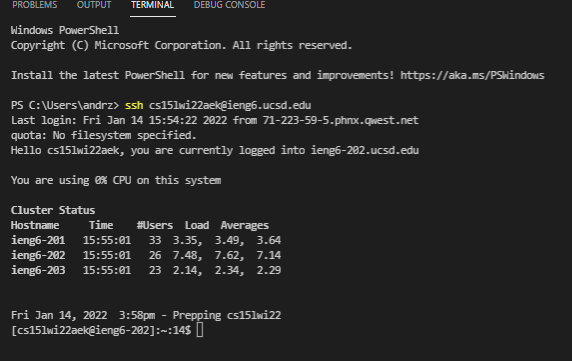 PROBLEMS OUTPUT TERMINAL DEBUG CONSOLE
Windows PowerShell
Copyright (C) Microsoft Corporation. All rights reserved.
Install the latest PowerShell for new features and improvements! https://aka.ms/PSWindows
PS C:\Users\andrz> ssh cs15lwi22aek@ieng6.ucsd.edu
Last login: Fri Jan 14 15:54:22 2022 from 71-223-59-5.phnx.qwest.net
quota: No filesystem specified.
Hello cs15lwi22aek, you are currently logged into ieng6-202.ucsd.edu
You are using 0% CPU on this system
Cluster Status
Hostname Time #Users Load Averages
ieng6-201 15:55:01 33 3.35, 3.49, 3.64
ieng6-202 15:55:01 26 7.48, 7.62, 7.14
ieng6-203 15:55:01 23 2.14, 2.34, 2.29
Fri Jan 14, 2022 3:58pm - Prepping cs15lwi22
[cs15lwi22aek@ieng6-202]:~:14$